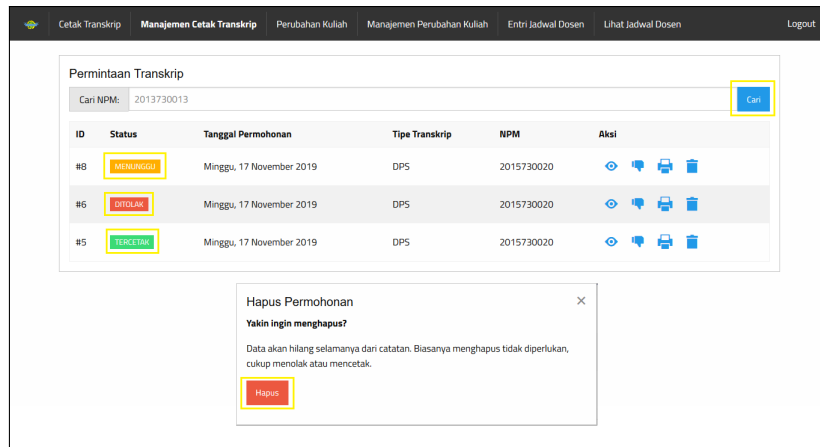 Cetak Transkrip Manajemen Cetak Transkrip Perubahan Kuliah Manajemen Perubahan Kuliah Entri Jadwal Dosen Lihat Jadwal Dosen Logout
Permintaan Transkrip
Cari NPM: 2013730013 Cari
ID Status Tanggal Permohonan Tipe Transkrip NPM Aksi
#8 MENUNGGU Minggu, 17 November 2019 DPS 2015730020
#6 DITOLAK Minggu, 17 November 2019 DPS 2015730020
#5 TERCETAK Minggu, 17 November 2019 DPS 2015730020
Hapus Permohonan ×
Yakin ingin menghapus?
Data akan hilang selamanya dari catatan. Biasanya menghapus tidak diperlukan,
cukup menolak atau mencetak.
Hapus